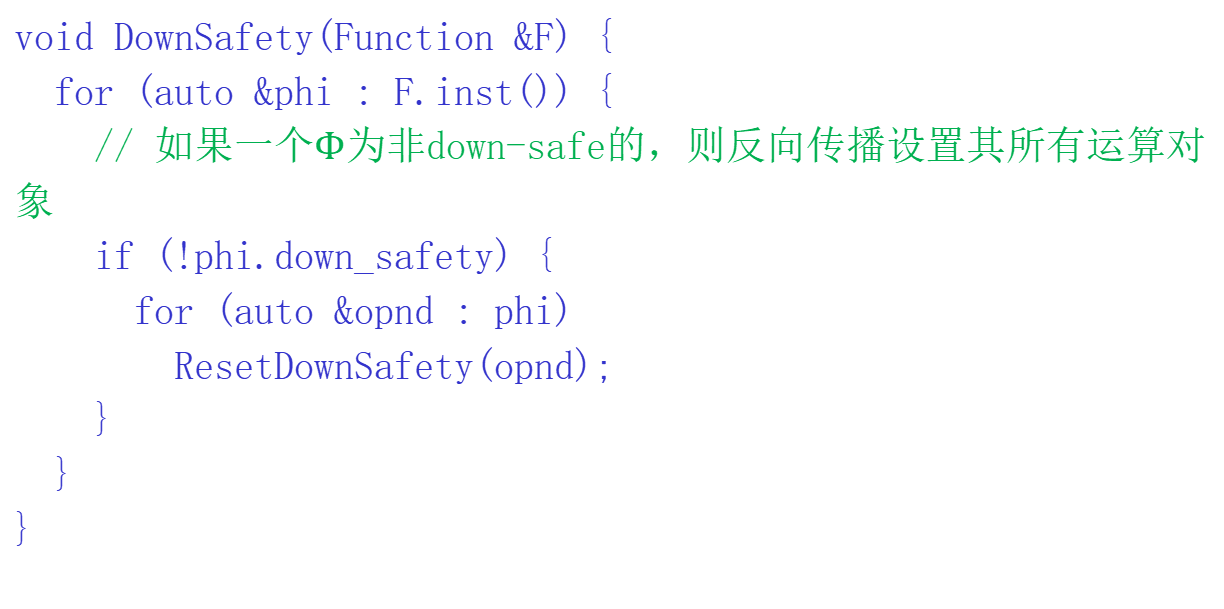 void DownSafety(Function &F) {
  for (auto &phi : F.inst()) {
    // 如果一个Φ为非down-safe的，则反向传播设置其所有运算对
象
    if (!phi.down_safety) {
      for (auto &opnd : phi)
        ResetDownSafety(opnd);
    }
  }
}